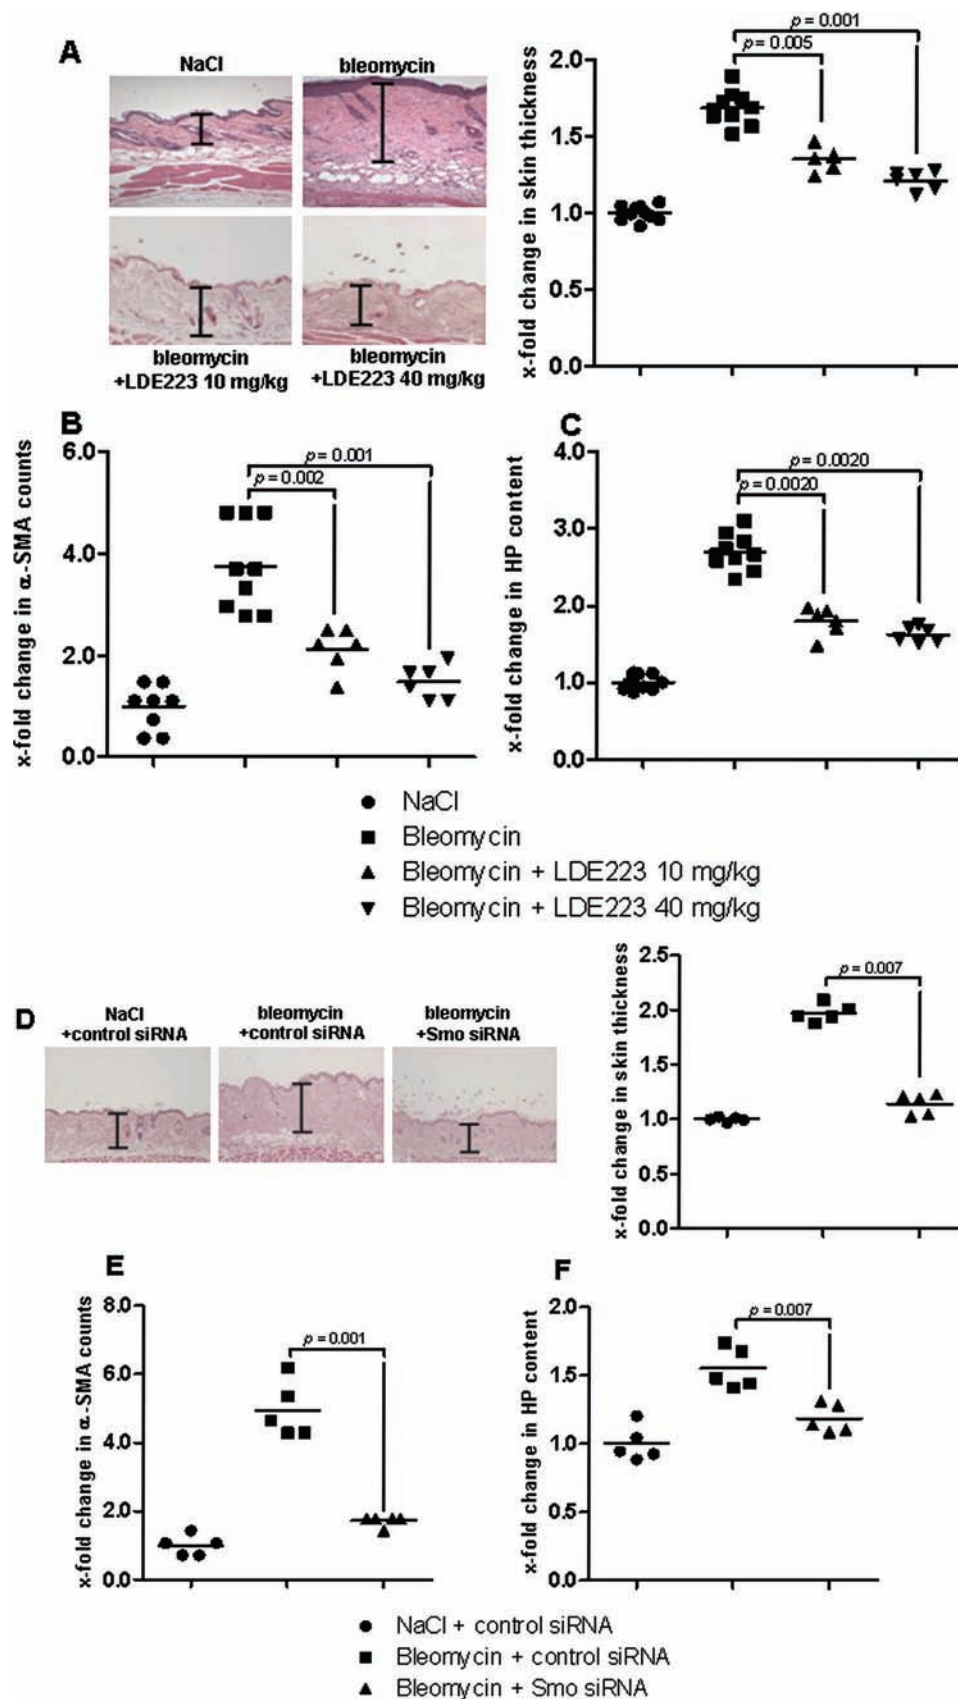 A
NaCl
bleomycin
bleomycin
+LDE223 10 mg/kg
bleomycin
+LDE223 40 mg/kg
x-fold change in skin thickness
2.0
1.5
1.0
0.5
0.0
p = 0.001
p = 0.005
B
x-fold change in α-SMA counts
6.0
4.0
2.0
0.0
p = 0.001
p = 0.002
C
x-fold change in HP content
4.0
3.0
2.0
1.0
0.0
p = 0.0020
p = 0.0020
NaCl
Bleomycin
Bleomycin + LDE223 10 mg/kg
Bleomycin + LDE223 40 mg/kg
D
NaCl
+control siRNA
bleomycin
+control siRNA
bleomycin
+Smo siRNA
x-fold change in skin thickness
2.5
2.0
1.5
1.0
0.5
0.0
p = 0.007
E
x-fold change in α-SMA counts
8.0
6.0
4.0
2.0
0.0
p = 0.001
F
x-fold change in HP content
2.0
1.5
1.0
0.5
0.0
p = 0.007
NaCl + control siRNA
Bleomycin + control siRNA
Bleomycin + Smo siRNA